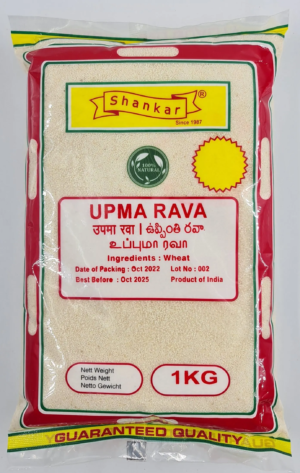 Shankar®
Since 1987
100%
NATURAL
UPMA RAVA
उपमा रवा | ఉప్పింతి రవా
உப்புமா ரவா
Ingredients : Wheat
Date of Packing : Oct 2022 Lot No : 002
Best Before : Oct 2025 Product of India
Nett Weight
Poids Nett
Netto Gewicht
1KG
GUARANTEED QUALITY